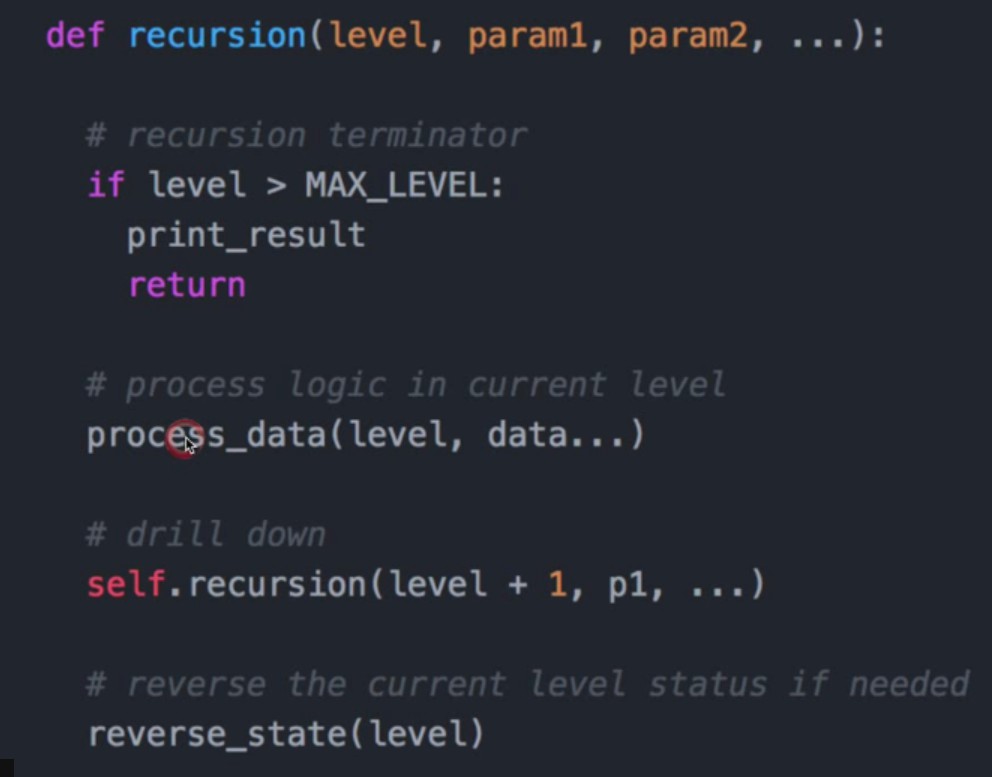 def recursion(level, param1, param2, ...):
# recursion terminator
if level > MAX_LEVEL:
print_result
return
# process logic in current level
process_data(level, data...)
# drill down
self.recursion(level + 1, p1, ...)
# reverse the current level status if needed
reverse_state(level)